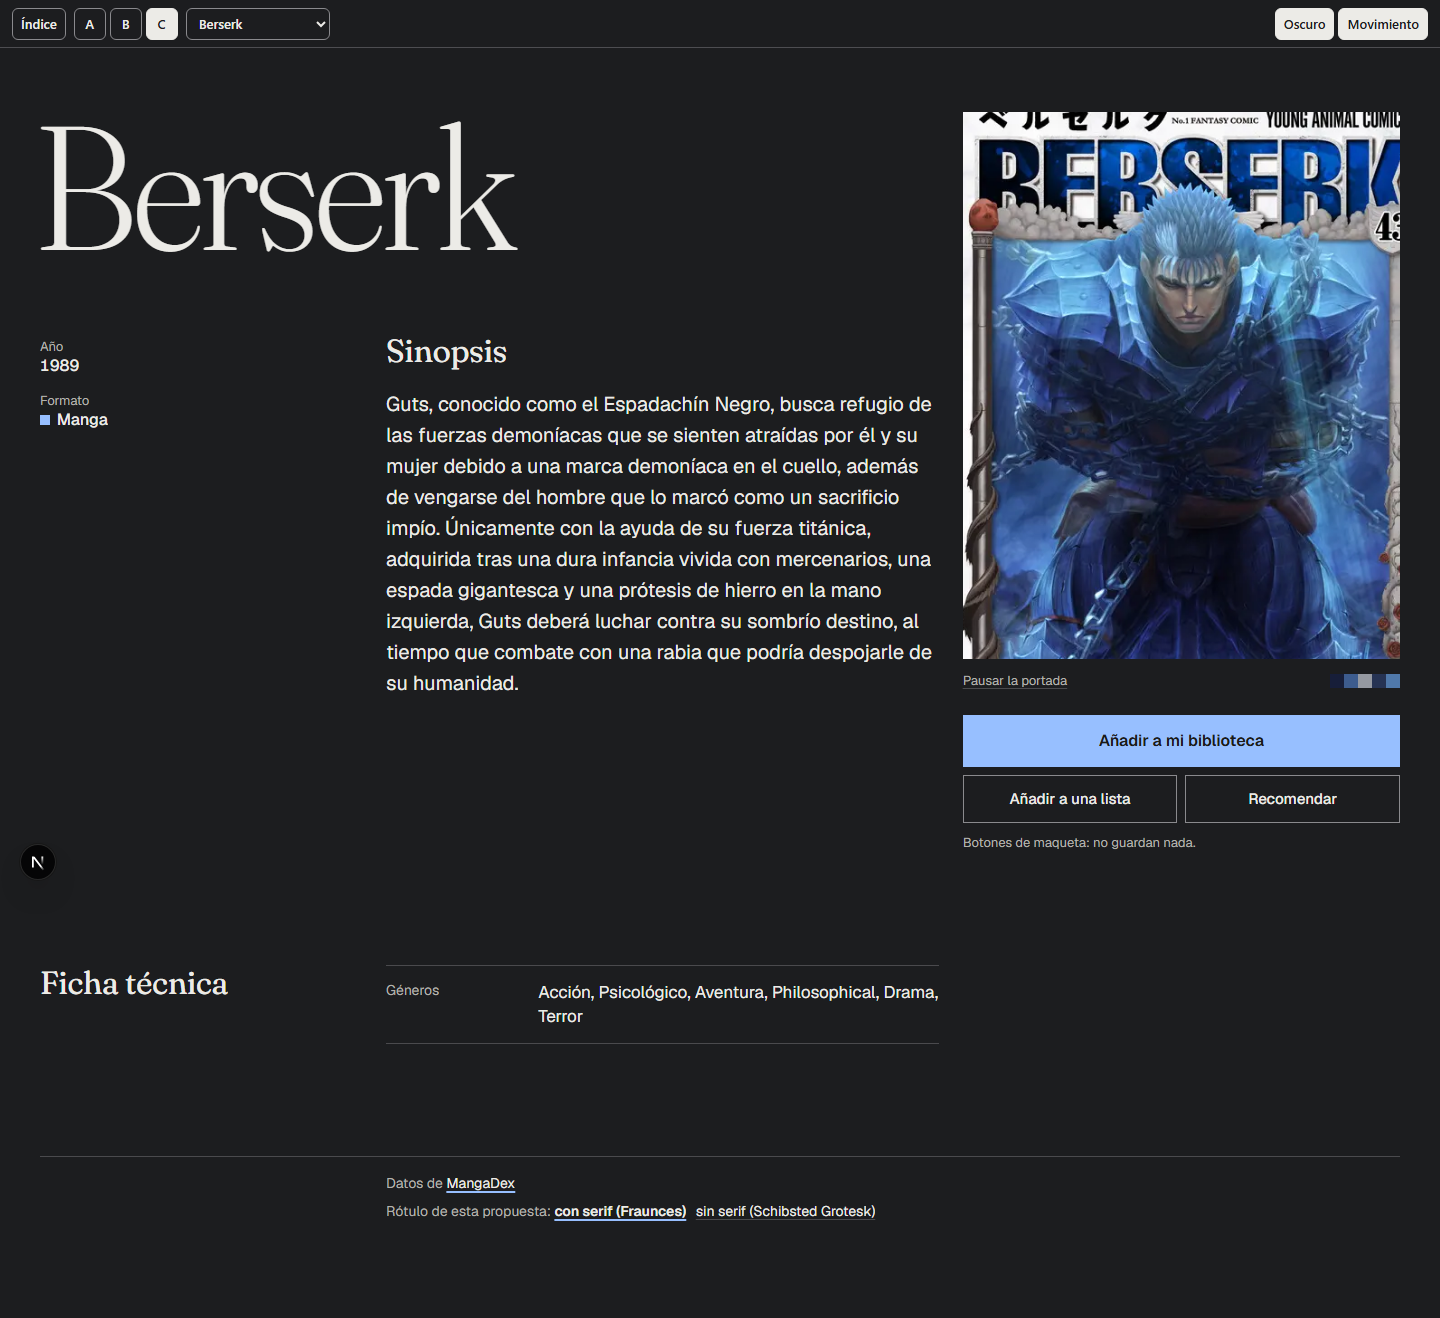 Índice A B C Berserk Oscuro Movimiento
Berserk
ベルセルク No.1 FANTASY COMIC YOUNG ANIMAL COMIC
BERSERK
43
Año
1989
Formato
Manga
Sinopsis
Guts, conocido como el Espadachín Negro, busca refugio de
las fuerzas demoníacas que se sienten atraídas por él y su
mujer debido a una marca demoníaca en el cuello, además
de vengarse del hombre que lo marcó como un sacrificio
impío. Únicamente con la ayuda de su fuerza titánica,
adquirida tras una dura infancia vivida con mercenarios, una
espada gigantesca y una prótesis de hierro en la mano
izquierda, Guts deberá luchar contra su sombrío destino, al
tiempo que combate con una rabia que podría despojarle de
su humanidad.
Pausar la portada
Añadir a mi biblioteca
Añadir a una lista Recomendar
Botones de maqueta: no guardan nada.
N
Ficha técnica
Géneros
Acción, Psicológico, Aventura, Philosophical, Drama,
Terror
Datos de MangaDex
Rótulo de esta propuesta: con serif (Fraunces) sin serif (Schibsted Grotesk)